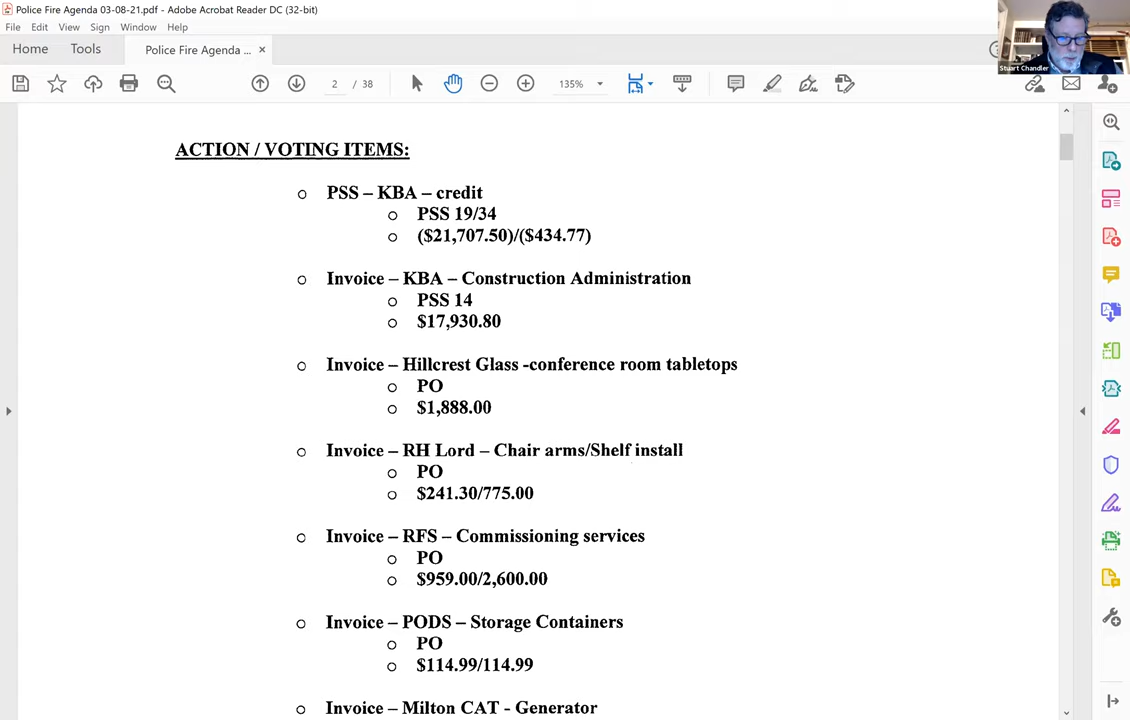 Police Fire Agenda 03-08-21.pdf - Adobe Acrobat Reader DC (32-bit)
File Edit View Sign Window Help
Home Tools Police Fire Agenda ... ×
2 / 38 135%
Stuart Chandler
ACTION / VOTING ITEMS:
o PSS – KBA – credit
o PSS 19/34
o ($21,707.50)/($434.77)
o Invoice – KBA – Construction Administration
o PSS 14
o $17,930.80
o Invoice – Hillcrest Glass -conference room tabletops
o PO
o $1,888.00
o Invoice – RH Lord – Chair arms/Shelf install
o PO
o $241.30/775.00
o Invoice – RFS – Commissioning services
o PO
o $959.00/2,600.00
o Invoice – PODS – Storage Containers
o PO
o $114.99/114.99
o Invoice – Milton CAT - Generator